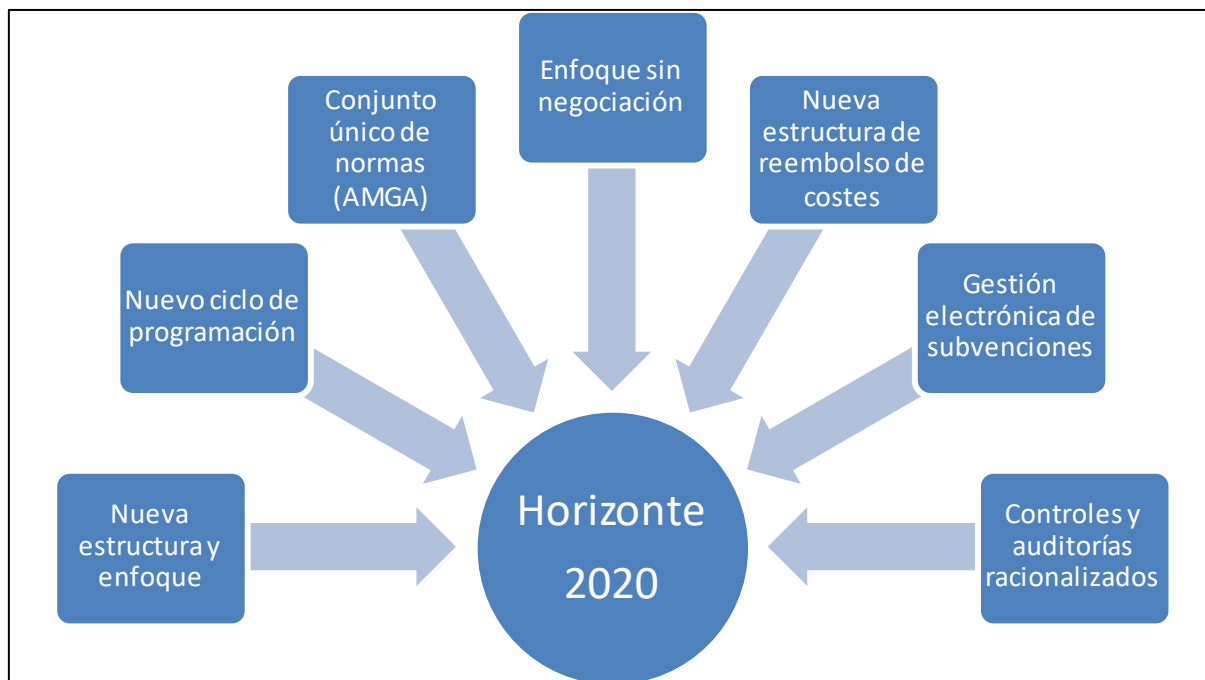 Nueva
estructura y
enfoque
Nuevo ciclo de
programación
Conjunto
único de
normas
(AMGA)
Enfoque sin
negociación
Nueva
estructura de
reembolso de
costes
Gestión
electrónica de
subvenciones
Controles y
auditorías
racionalizados
Horizonte
2020